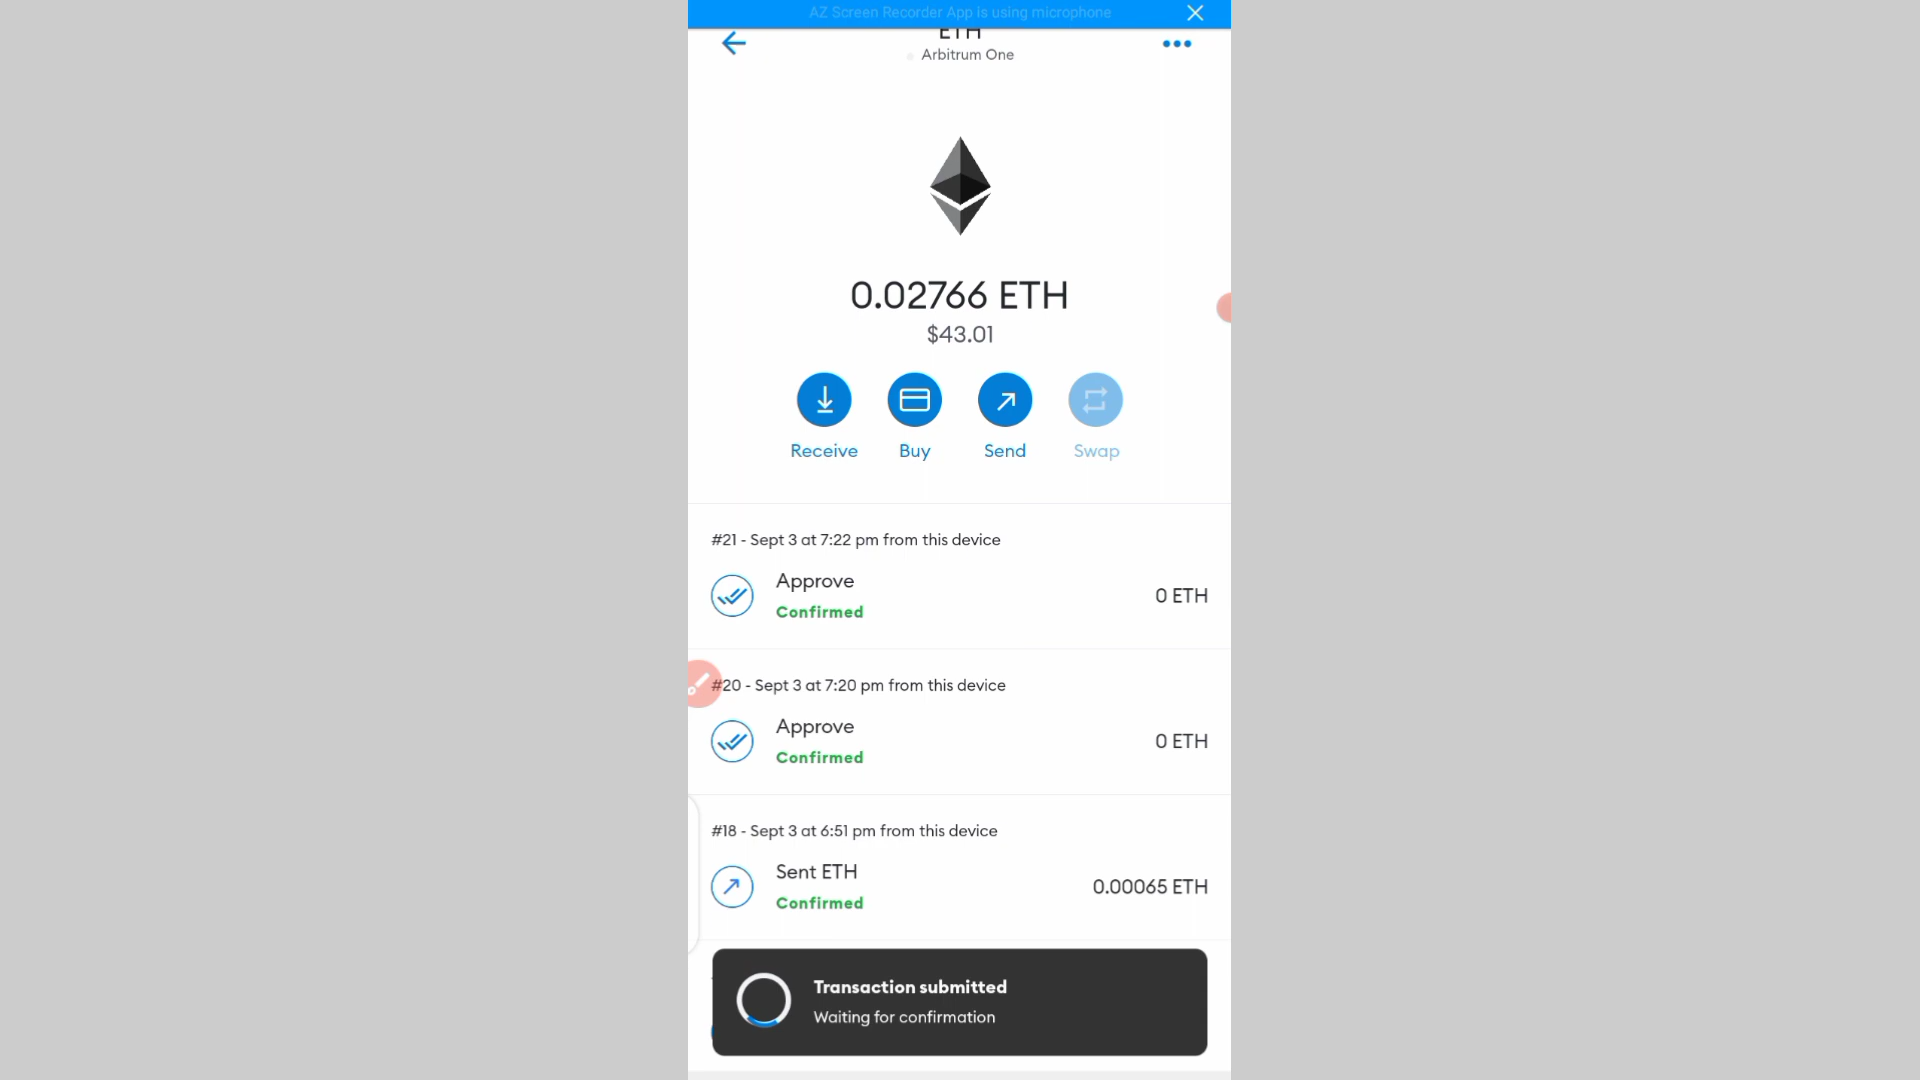 AZ Screen Recorder App is using microphone
ETH
Arbitrum One
0.02766 ETH
$43.01
Receive Buy Send Swap
#21 - Sept 3 at 7:22 pm from this device
Approve
0 ETH
Confirmed
#20 - Sept 3 at 7:20 pm from this device
Approve
0 ETH
Confirmed
#18 - Sept 3 at 6:51 pm from this device
Sent ETH
0.00065 ETH
Confirmed
Transaction submitted
Waiting for confirmation